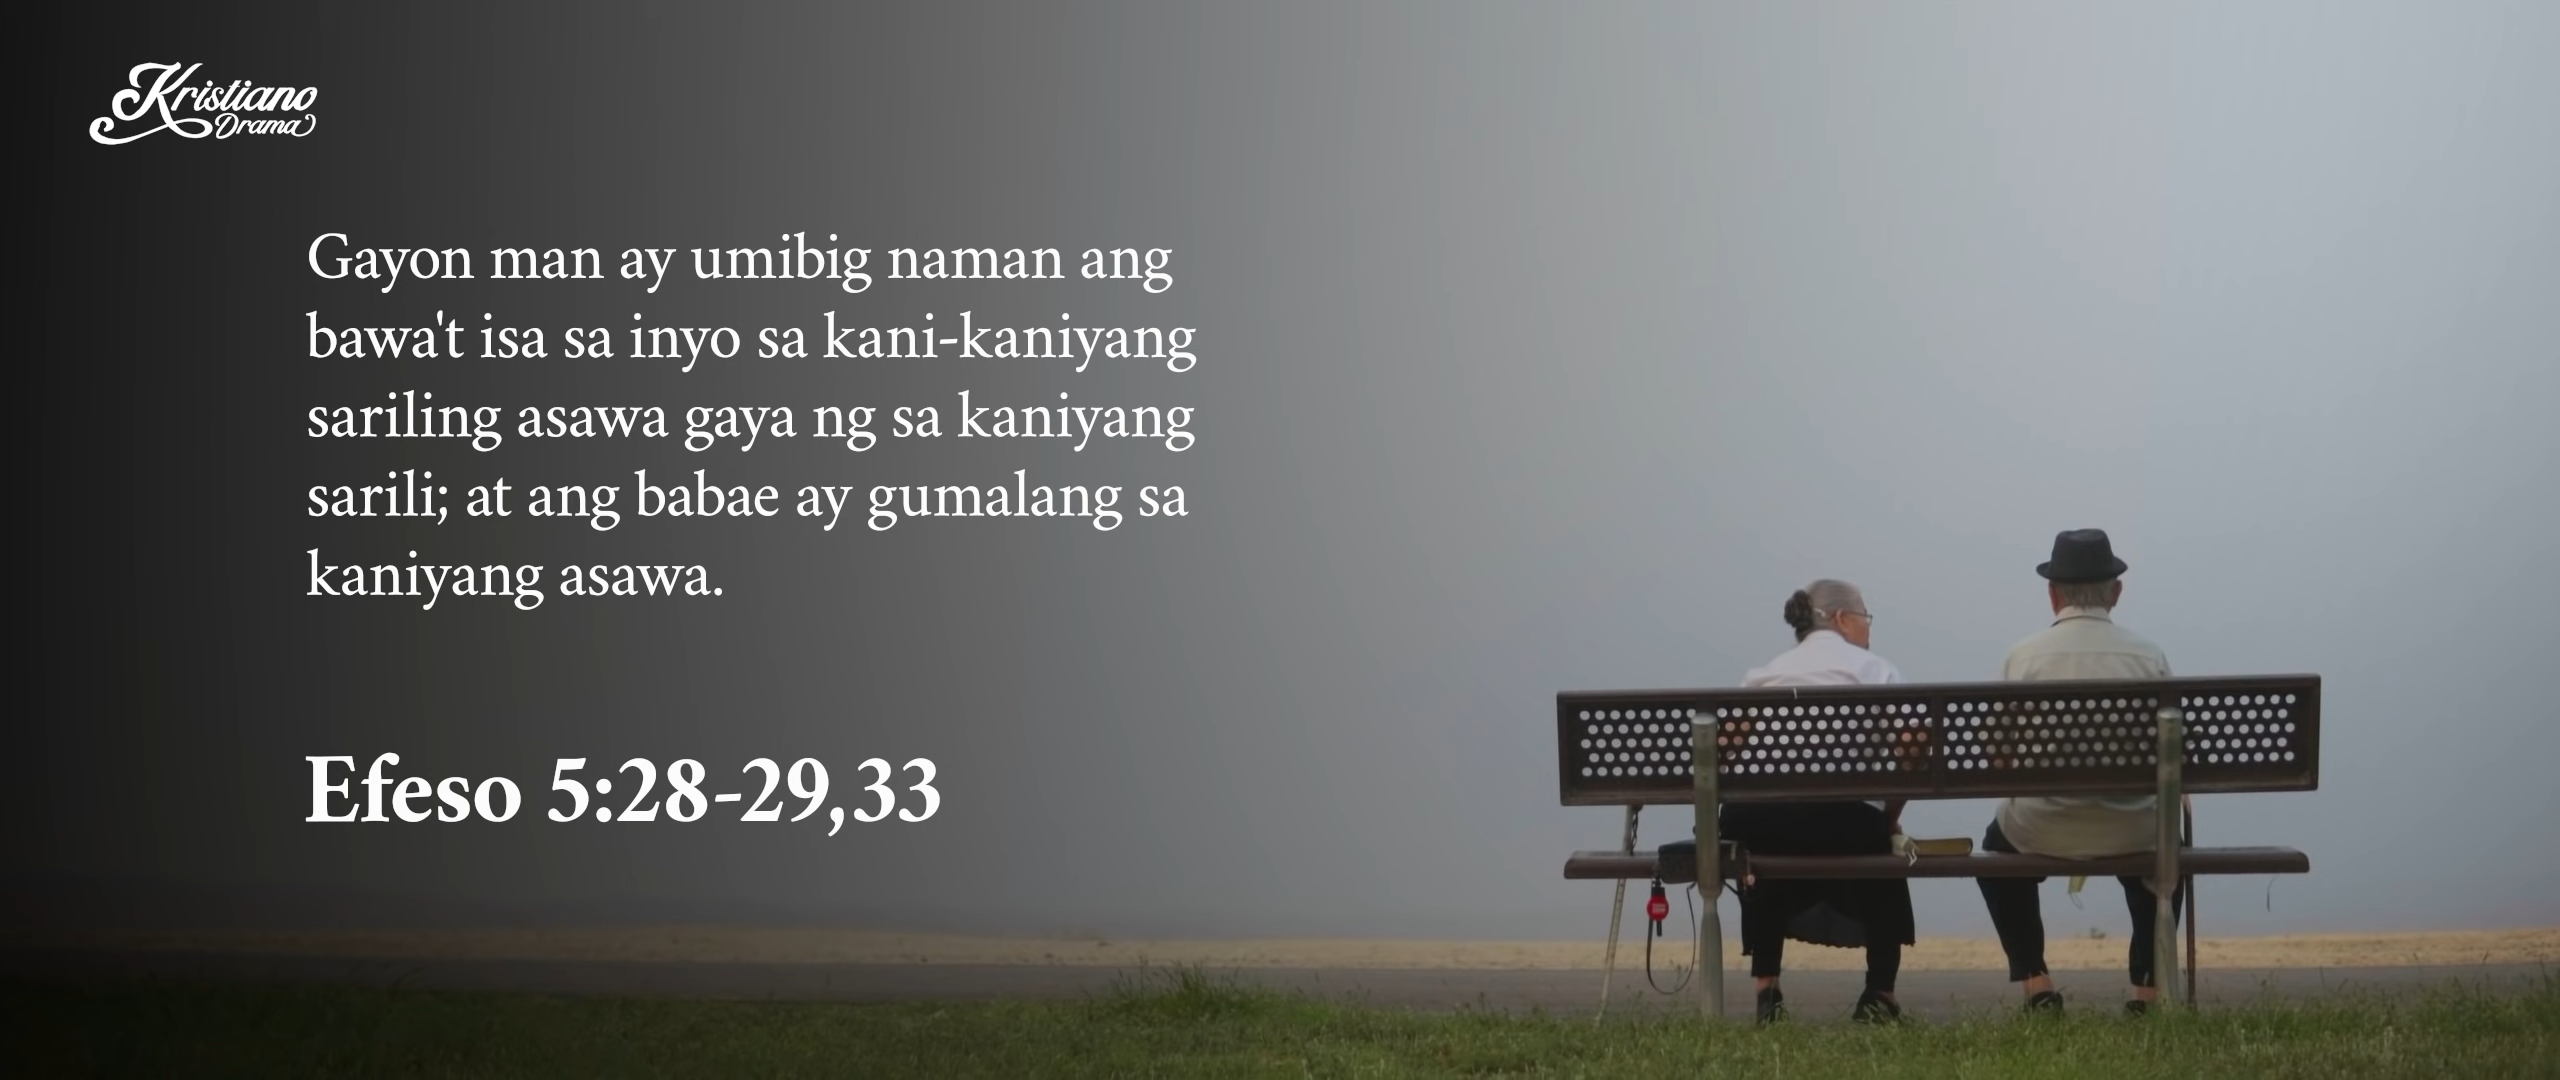 Kristiano
Drama
Gayon man ay umibig naman ang
bawa't isa sa inyo sa kani-kaniyang
sariling asawa gaya ng sa kaniyang
sarili; at ang babae ay gumalang sa
kaniyang asawa.
Efeso 5:28-29,33